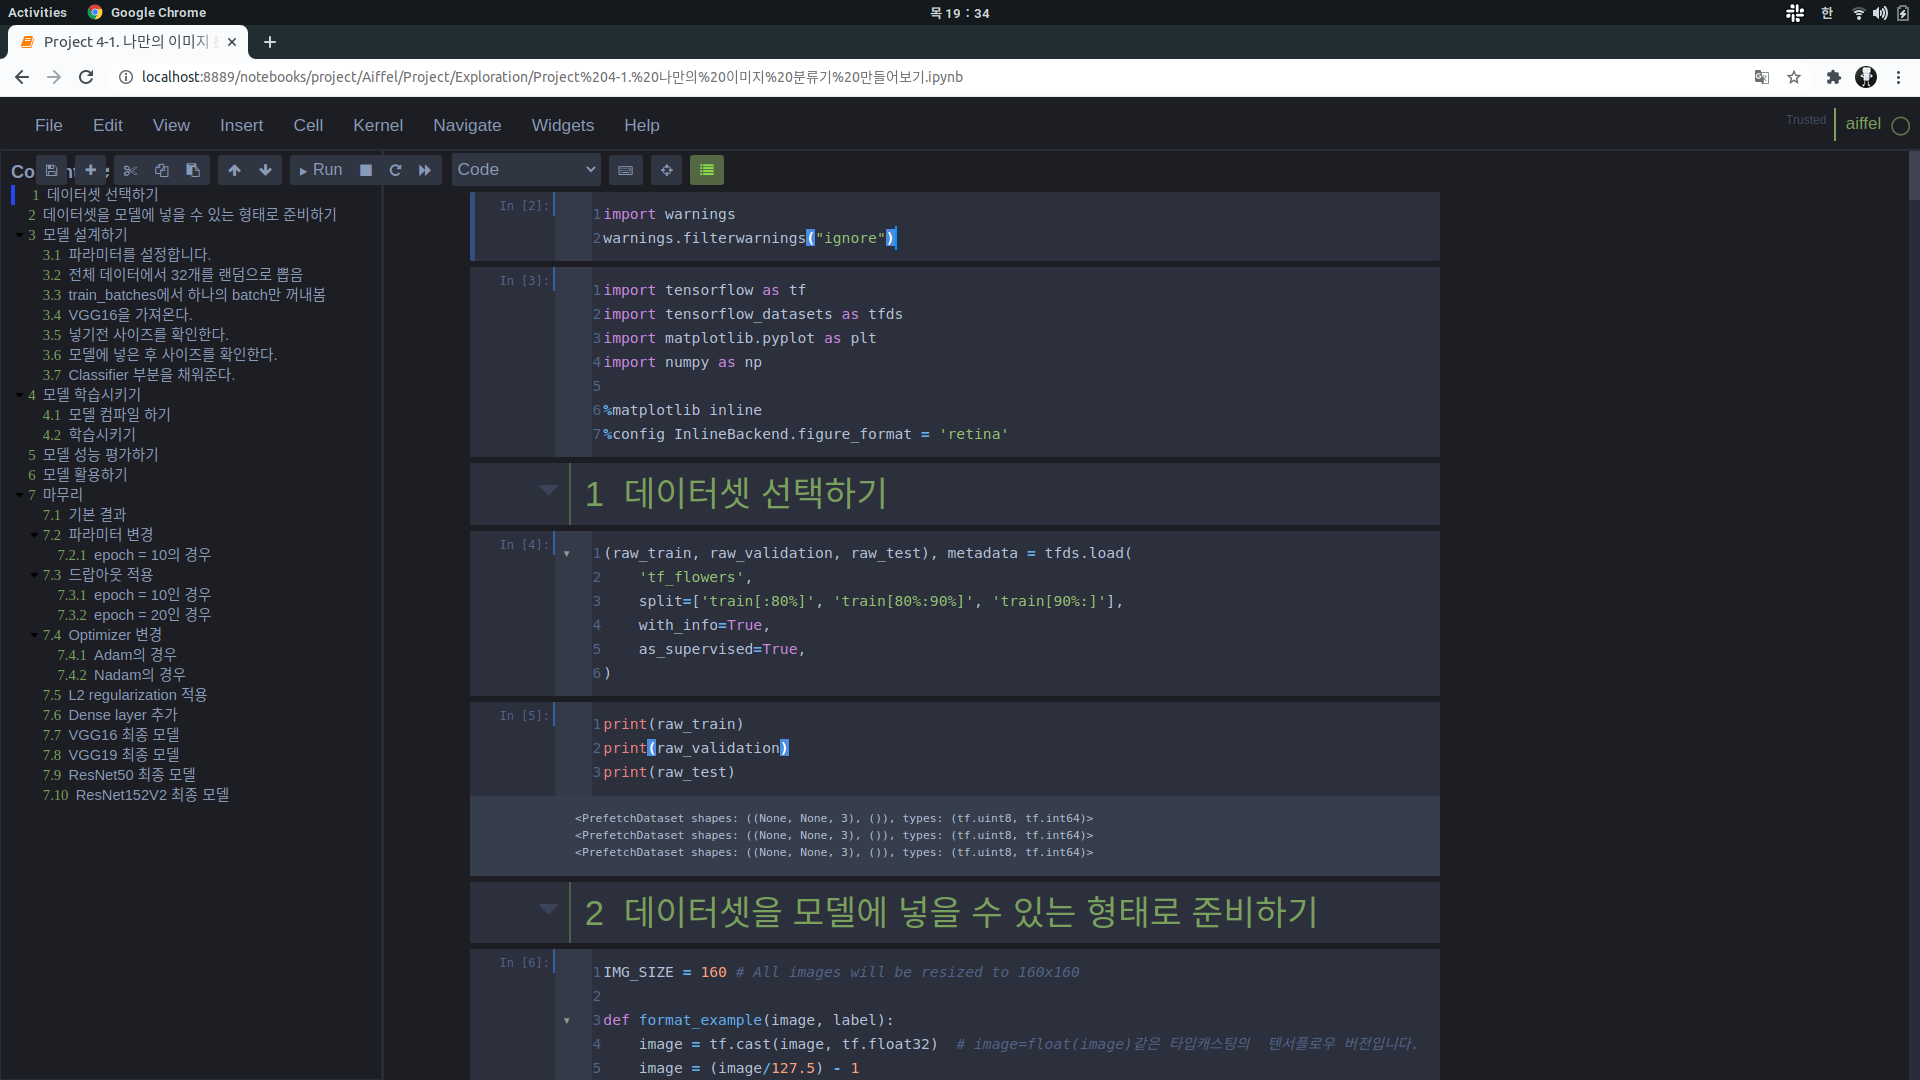 Activities
Google Chrome
목 19 : 34
한
Project 4-1. 나만의 이미지
localhost:8889/notebooks/project/Aiffel/Project/Exploration/Project%204-1.%20나만의%20이미지%20분류기%20만들어보기.ipynb
File Edit View Insert Cell Kernel Navigate Widgets Help
Trusted
aiffel
Run
Code
1 데이터셋 선택하기
2 데이터셋을 모델에 넣을 수 있는 형태로 준비하기
3 모델 설계하기
3.1 파라미터를 설정합니다.
3.2 전체 데이터에서 32개를 랜덤으로 뽑음
3.3 train_batches에서 하나의 batch만 꺼내봄
3.4 VGG16을 가져온다.
3.5 넣기전 사이즈를 확인한다.
3.6 모델에 넣은 후 사이즈를 확인한다.
3.7 Classifier 부분을 채워준다.
4 모델 학습시키기
4.1 모델 컴파일 하기
4.2 학습시키기
5 모델 성능 평가하기
6 모델 활용하기
7 마무리
7.1 기본 결과
7.2 파라미터 변경
7.2.1 epoch = 10의 경우
7.3 드랍아웃 적용
7.3.1 epoch = 10인 경우
7.3.2 epoch = 20인 경우
7.4 Optimizer 변경
7.4.1 Adam의 경우
7.4.2 Nadam의 경우
7.5 L2 regularization 적용
7.6 Dense layer 추가
7.7 VGG16 최종 모델
7.8 VGG19 최종 모델
7.9 ResNet50 최종 모델
7.10 ResNet152V2 최종 모델
In [2]:
1 import warnings
2 warnings.filterwarnings("ignore")
In [3]:
1 import tensorflow as tf
2 import tensorflow_datasets as tfds
3 import matplotlib.pyplot as plt
4 import numpy as np
5
6 %matplotlib inline
7 %config InlineBackend.figure_format = 'retina'
1 데이터셋 선택하기
In [4]:
1 (raw_train, raw_validation, raw_test), metadata = tfds.load(
2     'tf_flowers',
3     split=['train[:80%]', 'train[80%:90%]', 'train[90%:]'],
4     with_info=True,
5     as_supervised=True,
6 )
In [5]:
1 print(raw_train)
2 print(raw_validation)
3 print(raw_test)
<PrefetchDataset shapes: ((None, None, 3), ()), types: (tf.uint8, tf.int64)>
<PrefetchDataset shapes: ((None, None, 3), ()), types: (tf.uint8, tf.int64)>
<PrefetchDataset shapes: ((None, None, 3), ()), types: (tf.uint8, tf.int64)>
2 데이터셋을 모델에 넣을 수 있는 형태로 준비하기
In [6]:
1 IMG_SIZE = 160 # All images will be resized to 160x160
2
3 def format_example(image, label):
4     image = tf.cast(image, tf.float32)  # image=float(image)같은 타입캐스팅의  텐서플로우 버전입니다.
5     image = (image/127.5) - 1